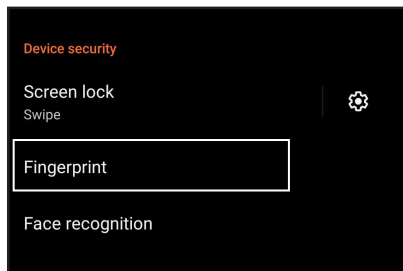 Device security
Screen lock
Swipe
Fingerprint
Face recognition